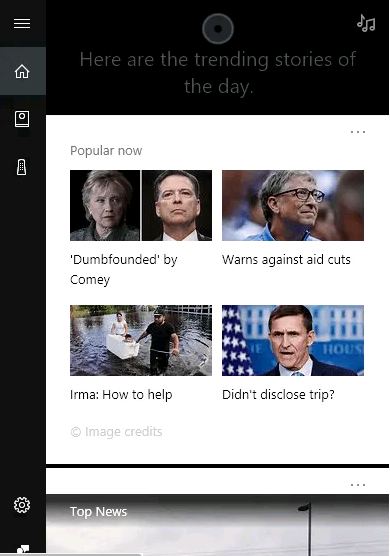 Here are the trending stories of
the day.
Popular now
'Dumbfounded' by
Comey
Warns against aid cuts
Irma: How to help
Didn't disclose trip?
© Image credits
Top News